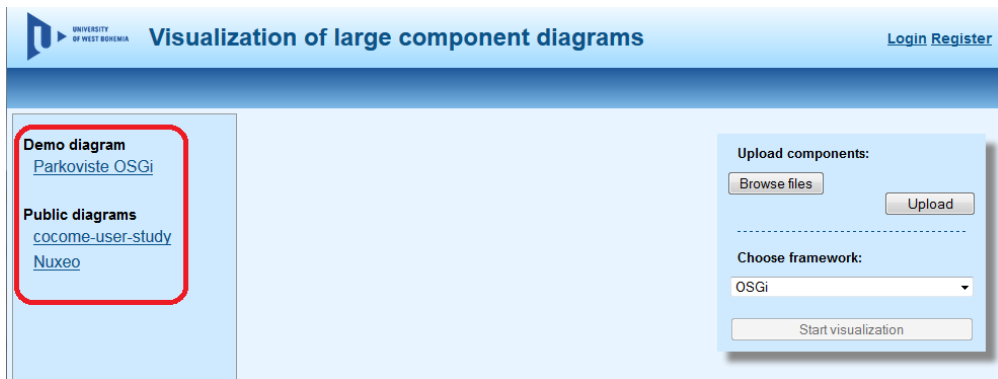 UNIVERSITY
OF WEST BOHEMIA
Visualization of large component diagrams
Login Register
Demo diagram
Parkoviste OSGi
Public diagrams
cocome-user-study
Nuxeo
Upload components:
Browse files
Upload
Choose framework:
OSGi
Start visualization